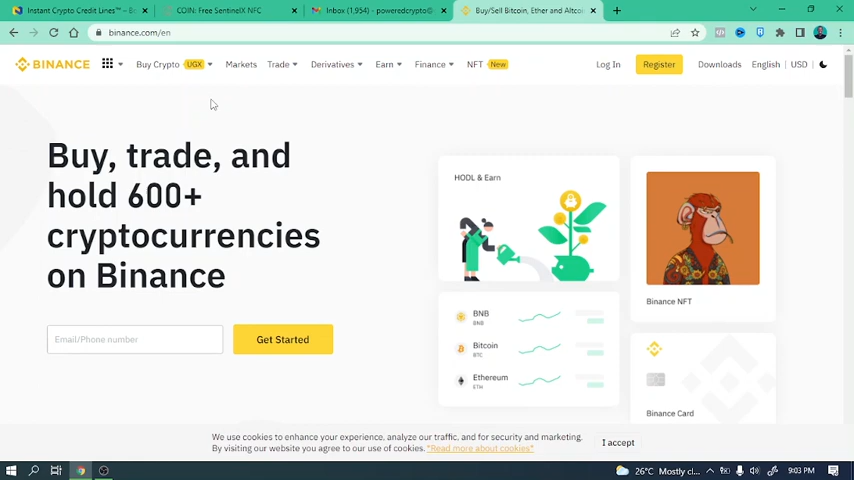 Instant Crypto Credit Lines™ – B
COIN: Free SentinelX NFC
Inbox (1,954) - poweredcrypto@g
Buy/Sell Bitcoin, Ether and Altcoi
binance.com/en
BINANCE
Buy Crypto UGX
Markets
Trade
Derivatives
Earn
Finance
NFT New
Log In
Register
Downloads
English | USD
Buy, trade, and
hold 600+
cryptocurrencies
on Binance
Email/Phone number
Get Started
HODL & Earn
BNB
BNB
Bitcoin
BTC
Ethereum
ETH
Binance NFT
Binance Card
We use cookies to enhance your experience, analyze our traffic, and for security and marketing.
By visiting our website you agree to our use of cookies. "Read more about cookies"
I accept
26°C Mostly cl...
9:03 PM